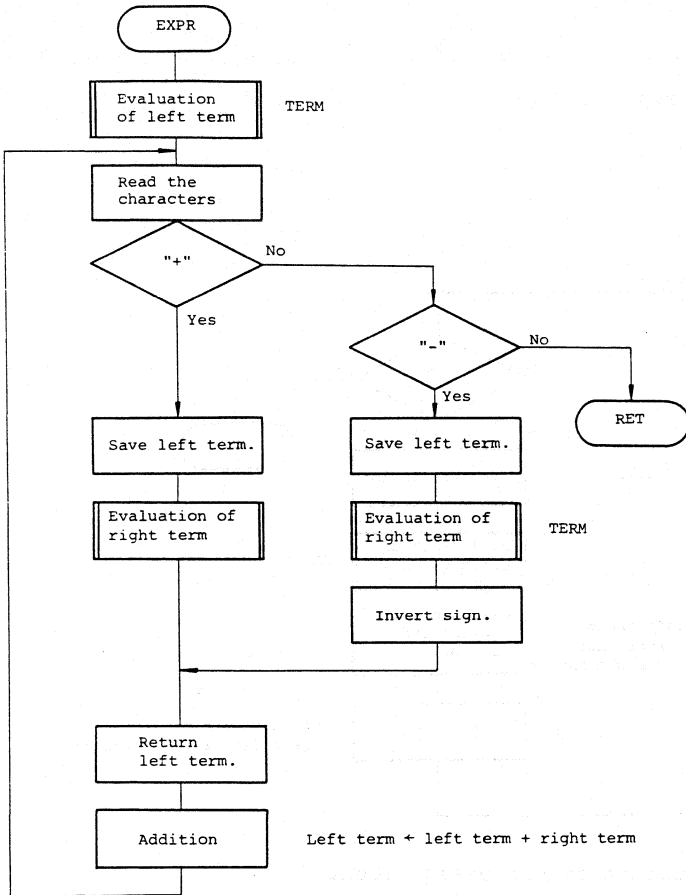 EXPR
Evaluation
of left term
TERM
Read the
characters
"+"
No
Yes
"-"
No
Yes
RET
Save left term.
Save left term.
Evaluation of
right term
Evaluation of
right term
TERM
Invert sign.
Return
left term.
Addition
Left term ← left term + right term